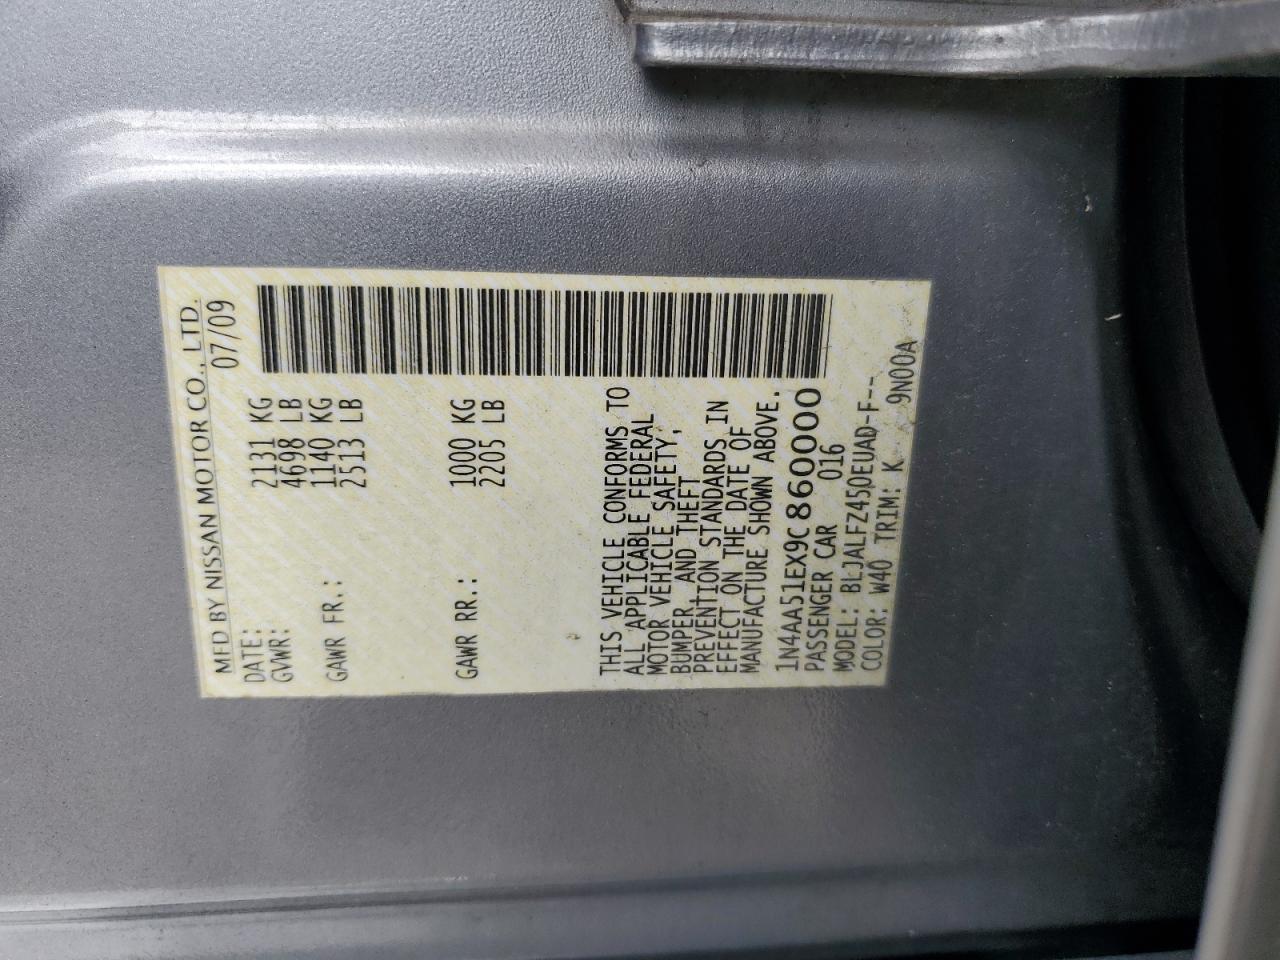 MFD BY NISSAN MOTOR CO., LTD.
DATE: 07/09
GVWR: 2131 KG
4698 LB
GAWR FR.: 1140 KG
2513 LB
GAWR RR.: 1000 KG
2205 LB
THIS VEHICLE CONFORMS TO
ALL APPLICABLE FEDERAL
MOTOR VEHICLE SAFETY,
BUMPER, AND THEFT
PREVENTION STANDARDS IN
EFFECT ON THE DATE OF
MANUFACTURE SHOWN ABOVE.
1N4AA51EX9C860000
PASSENGER CAR 016
MODEL: BLJALFZ450EUAD-F--
COLOR: W40 TRIM: K 9N00A